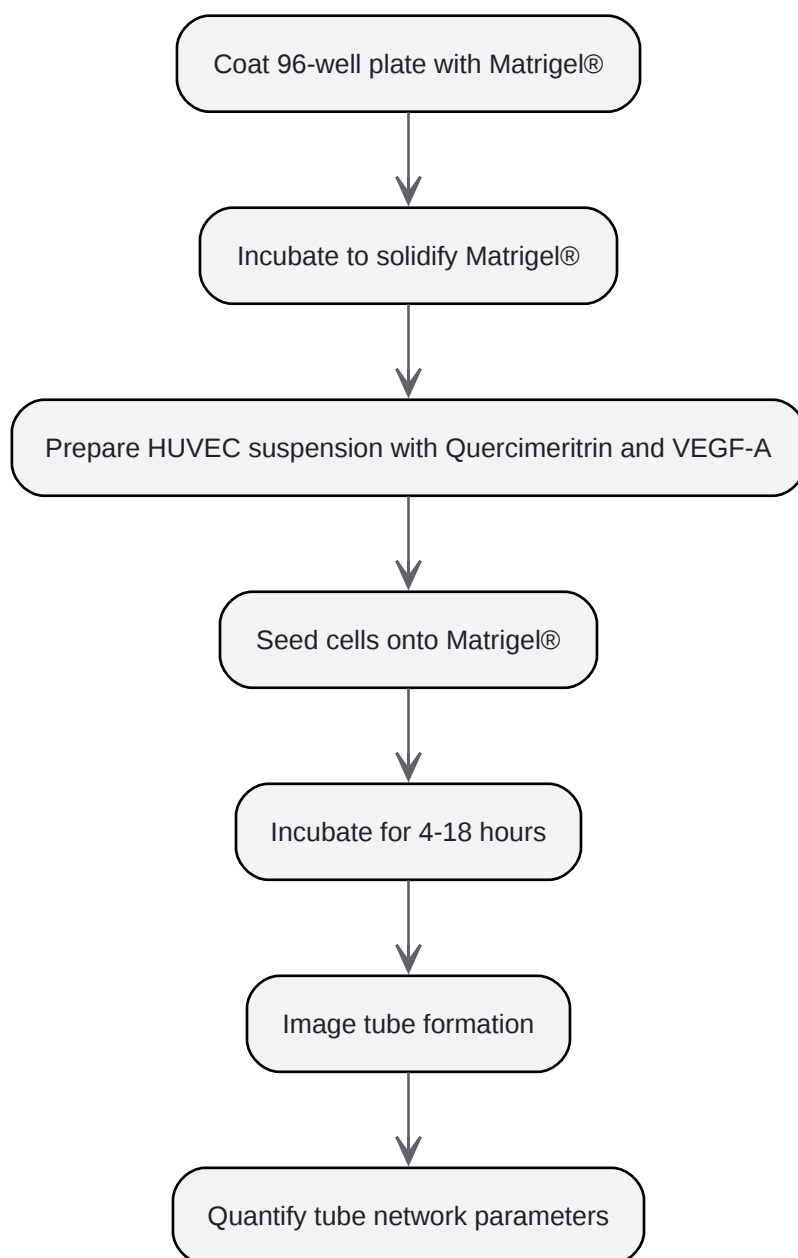 Coat 96-well plate with Matrigel®
Incubate to solidify Matrigel®
Prepare HUVEC suspension with Quercimeritrin and VEGF-A
Seed cells onto Matrigel®
Incubate for 4-18 hours
Image tube formation
Quantify tube network parameters